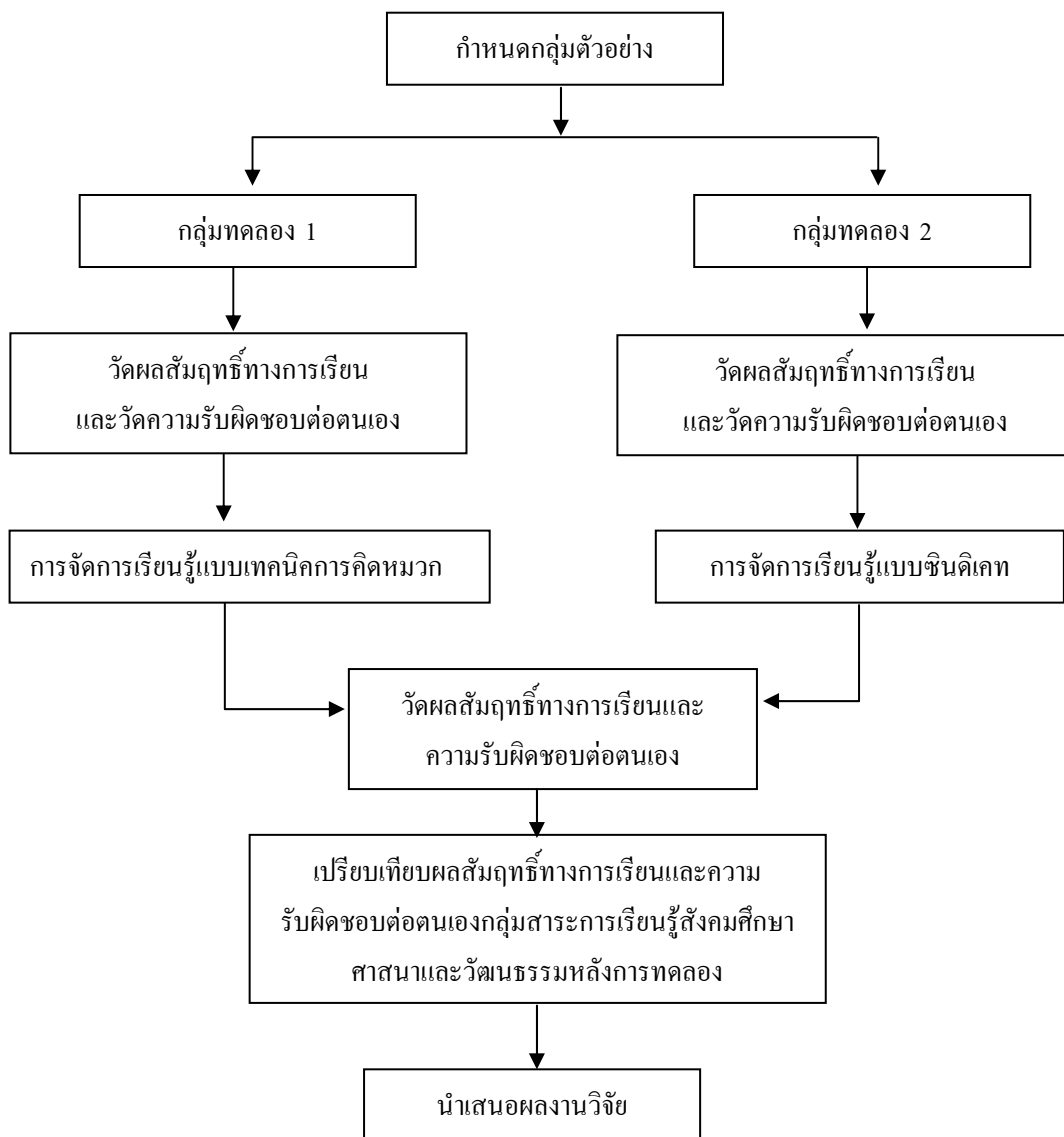 กำหนดกลุ่มตัวอย่าง
กลุ่มทดลอง 1
กลุ่มทดลอง 2
วัดผลสัมฤทธิ์ทางการเรียน
และวัดความรับผิดชอบต่อตนเอง
วัดผลสัมฤทธิ์ทางการเรียน
และวัดความรับผิดชอบต่อตนเอง
การจัดการเรียนรู้แบบเทคนิคการคิดหมวก
การจัดการเรียนรู้แบบซินดิเคท
วัดผลสัมฤทธิ์ทางการเรียนและ
ความรับผิดชอบต่อตนเอง
เปรียบเทียบผลสัมฤทธิ์ทางการเรียนและความ
รับผิดชอบต่อตนเองกลุ่มสาระการเรียนรู้สังคมศึกษา
ศาสนาและวัฒนธรรมหลังการทดลอง
นำเสนอผลงานวิจัย